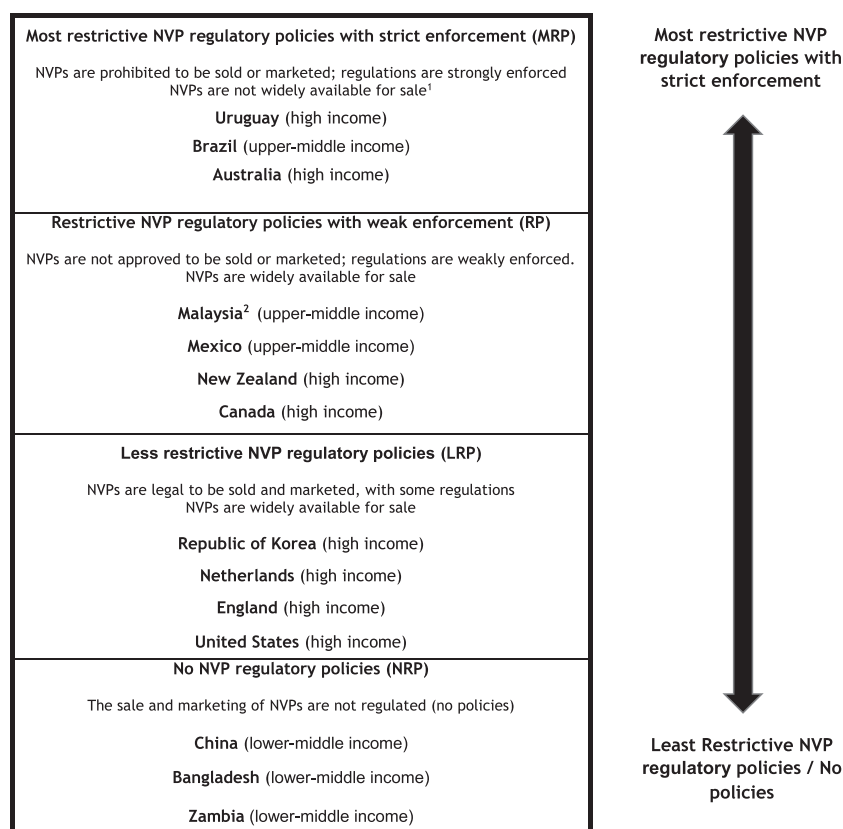 Most restrictive NVP regulatory policies with strict enforcement (MRP)
NVPs are prohibited to be sold or marketed; regulations are strongly enforced
NVPs are not widely available for sale1
Uruguay (high income)
Brazil (upper-middle income)
Australia (high income)
Restrictive NVP regulatory policies with weak enforcement (RP)
NVPs are not approved to be sold or marketed; regulations are weakly enforced.
NVPs are widely available for sale
Malaysia2 (upper-middle income)
Mexico (upper-middle income)
New Zealand (high income)
Canada (high income)
Less restrictive NVP regulatory policies (LRP)
NVPs are legal to be sold and marketed, with some regulations
NVPs are widely available for sale
Republic of Korea (high income)
Netherlands (high income)
England (high income)
United States (high income)
No NVP regulatory policies (NRP)
The sale and marketing of NVPs are not regulated (no policies)
China (lower-middle income)
Bangladesh (lower-middle income)
Zambia (lower-middle income)
Most restrictive NVP
regulatory policies with
strict enforcement
Least Restrictive NVP
regulatory policies / No
policies